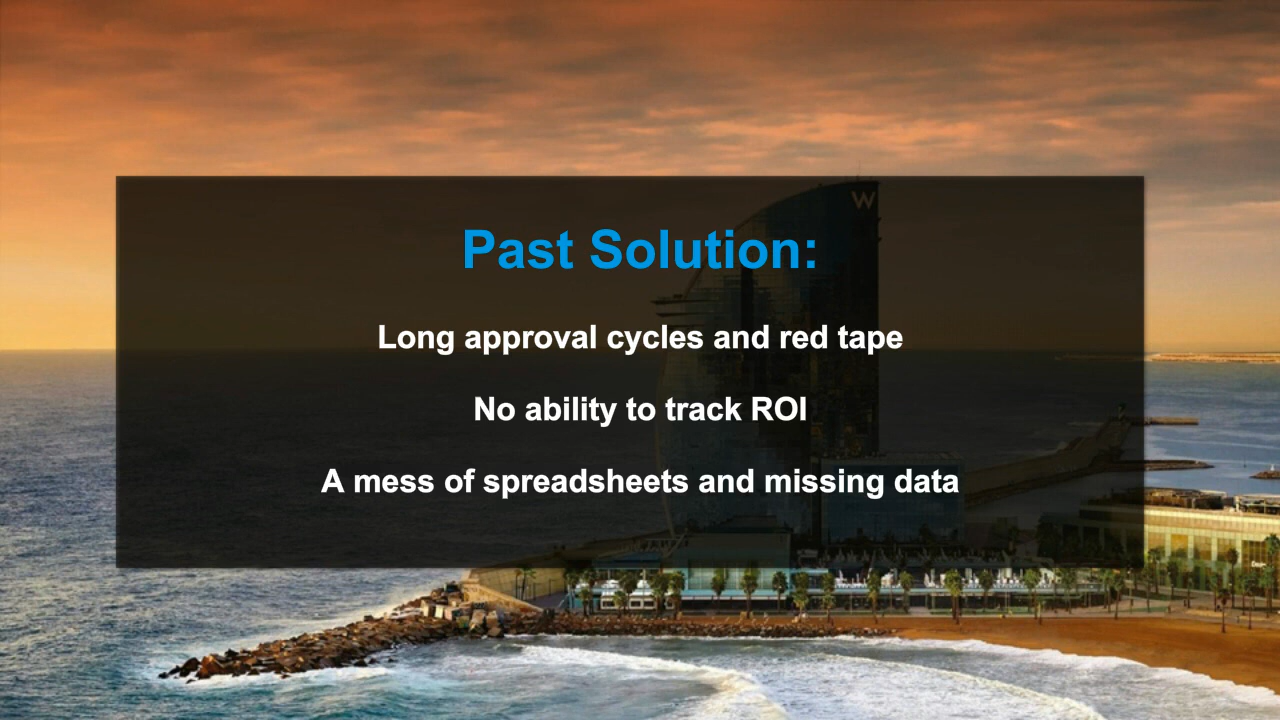 W
Past Solution:
Long approval cycles and red tape
No ability to track ROI
A mess of spreadsheets and missing data